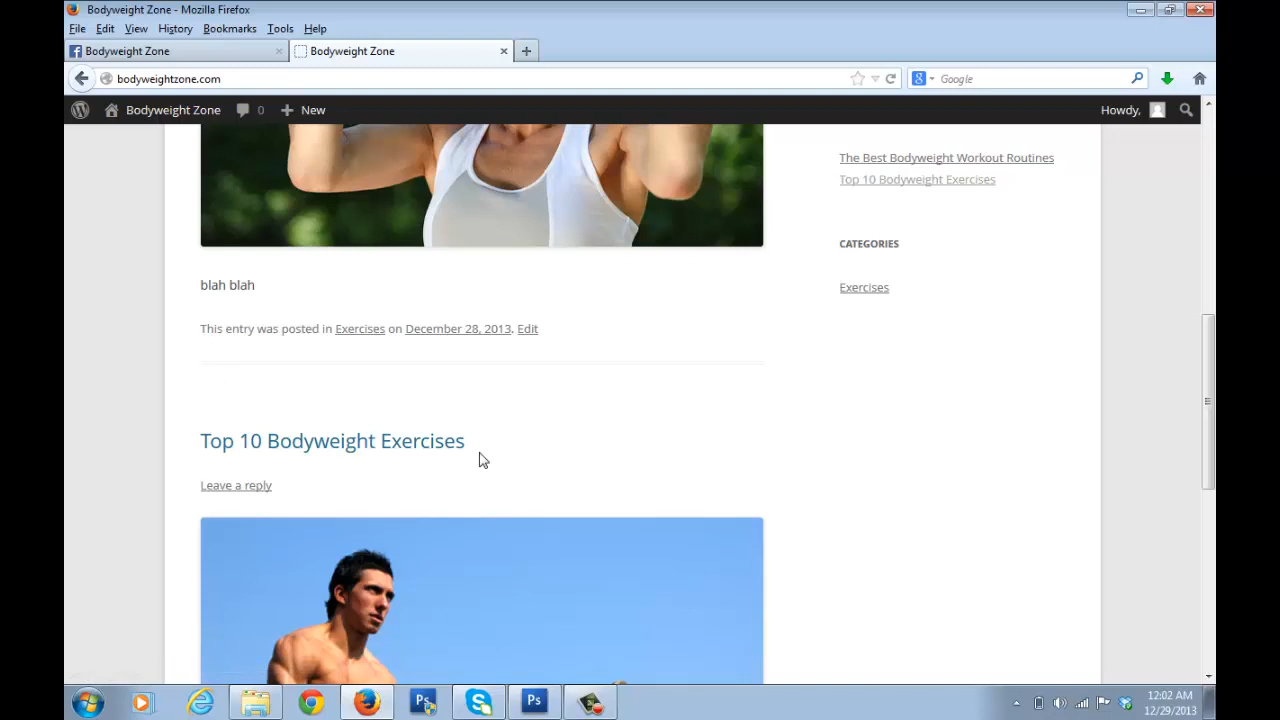 Bodyweight Zone - Mozilla Firefox
File Edit View History Bookmarks Tools Help
Bodyweight Zone
Bodyweight Zone
bodyweightzone.com
Google
Bodyweight Zone 0 New Howdy,
The Best Bodyweight Workout Routines
Top 10 Bodyweight Exercises
CATEGORIES
Exercises
blah blah
This entry was posted in Exercises on December 28, 2013. Edit
Top 10 Bodyweight Exercises
Leave a reply
12:02 AM
12/29/2013